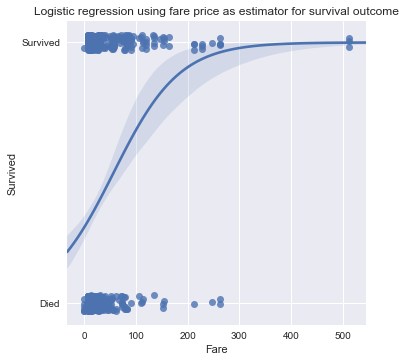 Logistic regression using fare price as estimator for survival outcome
Survived
Survived
Died
0 100 200 300 400 500
Fare